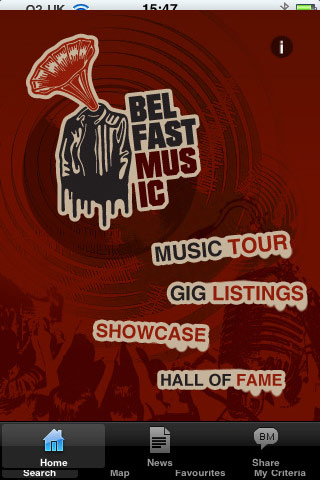 O2-UK 15:47
i
BEL
FAST
MUS
IC
MUSIC TOUR
GIG LISTINGS
SHOWCASE
HALL OF FAME
BM
Home News Share
Search Map Favourites My Criteria